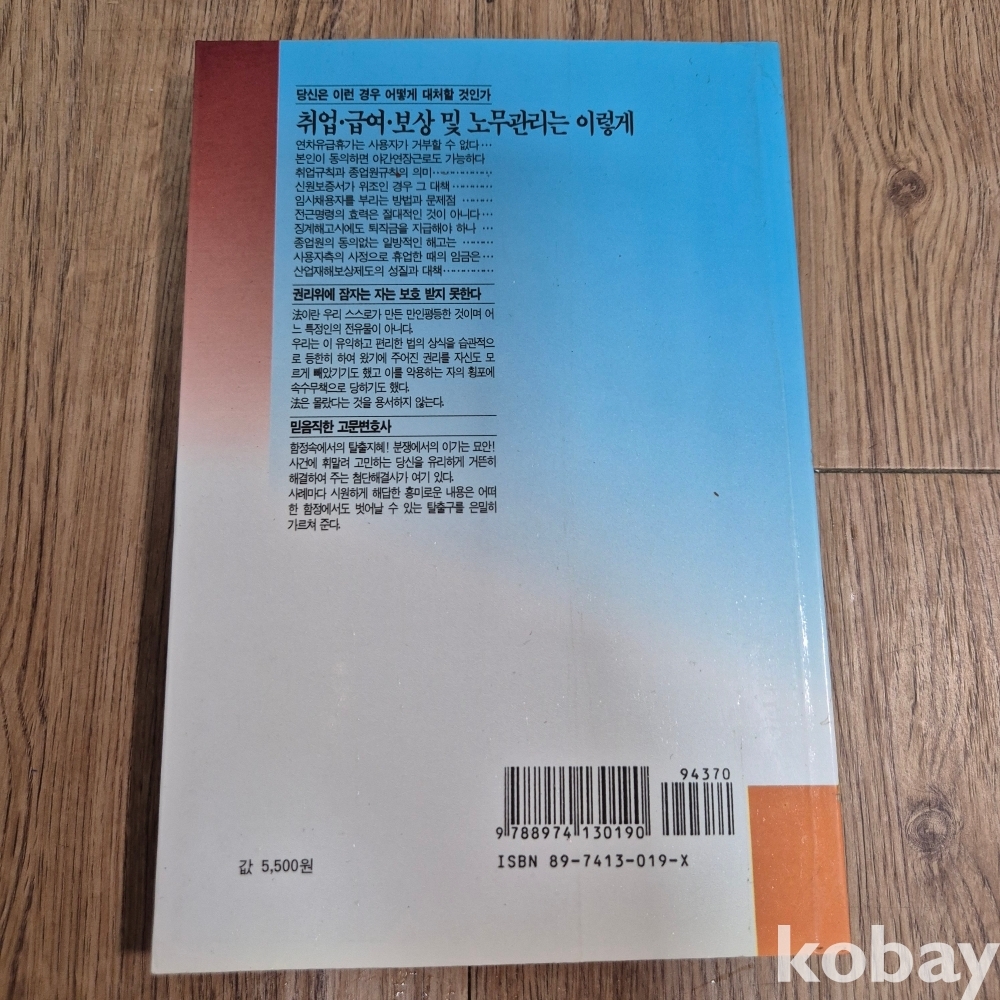 당신은 이런 경우 어떻게 대처할 것인가
취업·급여·보상 및 노무관리는 이렇게
연차유급휴가는 사용자가 거부할 수 없다…
본인이 동의하면 야간연장근로도 가능하다
취업규칙과 종업원규칙의 의미………………
신원보증서가 위조인 경우 그 대책…………
임시채용자를 부리는 방법과 문제점 ………
전근명령의 효력은 절대적인 것이 아니다…
징계해고시에도 퇴직금을 지급해야 하나 …
종업원의 동의없는 일방적인 해고는 ………
사용자측의 사정으로 휴업한 때의 임금은…
산업재해보상제도의 성질과 대책……………
권리위에 잠자는 자는 보호 받지 못한다
法이란 우리 스스로가 만든 만인평등한 것이며 어
느 특정인의 전유물이 아니다.
우리는 이 유익하고 편리한 법의 상식을 습관적으
로 등한히 하여 왔기에 주어진 권리를 자신도 모
르게 빼았기기도 했고 이를 악용하는 자의 횡포에
속수무책으로 당하기도 했다.
法은 몰랐다는 것을 용서하지 않는다.
믿음직한 고문변호사
함정속에서의 탈출지혜! 분쟁에서의 이기는 묘안!
사건에 휘말려 고민하는 당신을 유리하게 거뜬히
해결하여 주는 첨단해결사가 여기 있다.
사례마다 시원하게 해답한 흥미로운 내용은 어떠
한 함정에서도 벗어날 수 있는 탈출구를 은밀히
가르쳐 준다.
94370
9 788974 130190
ISBN 89-7413-019-X
값 5,500원
kobay